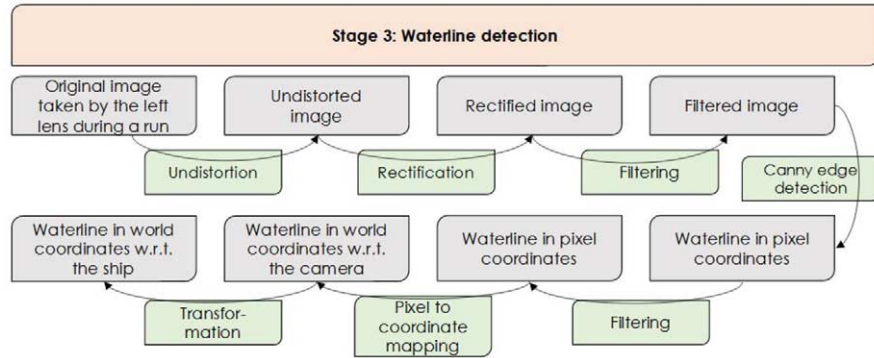 Stage 3: Waterline detection
Original image
taken by the left
lens during a run
Undistorted
image
Rectified image
Filtered image
Undistortion
Rectification
Filtering
Canny edge
detection
Waterline in world
coordinates w.r.t.
the ship
Waterline in world
coordinates w.r.t.
the camera
Waterline in pixel
coordinates
Waterline in pixel
coordinates
Transfor-
mation
Pixel to
coordinate
mapping
Filtering